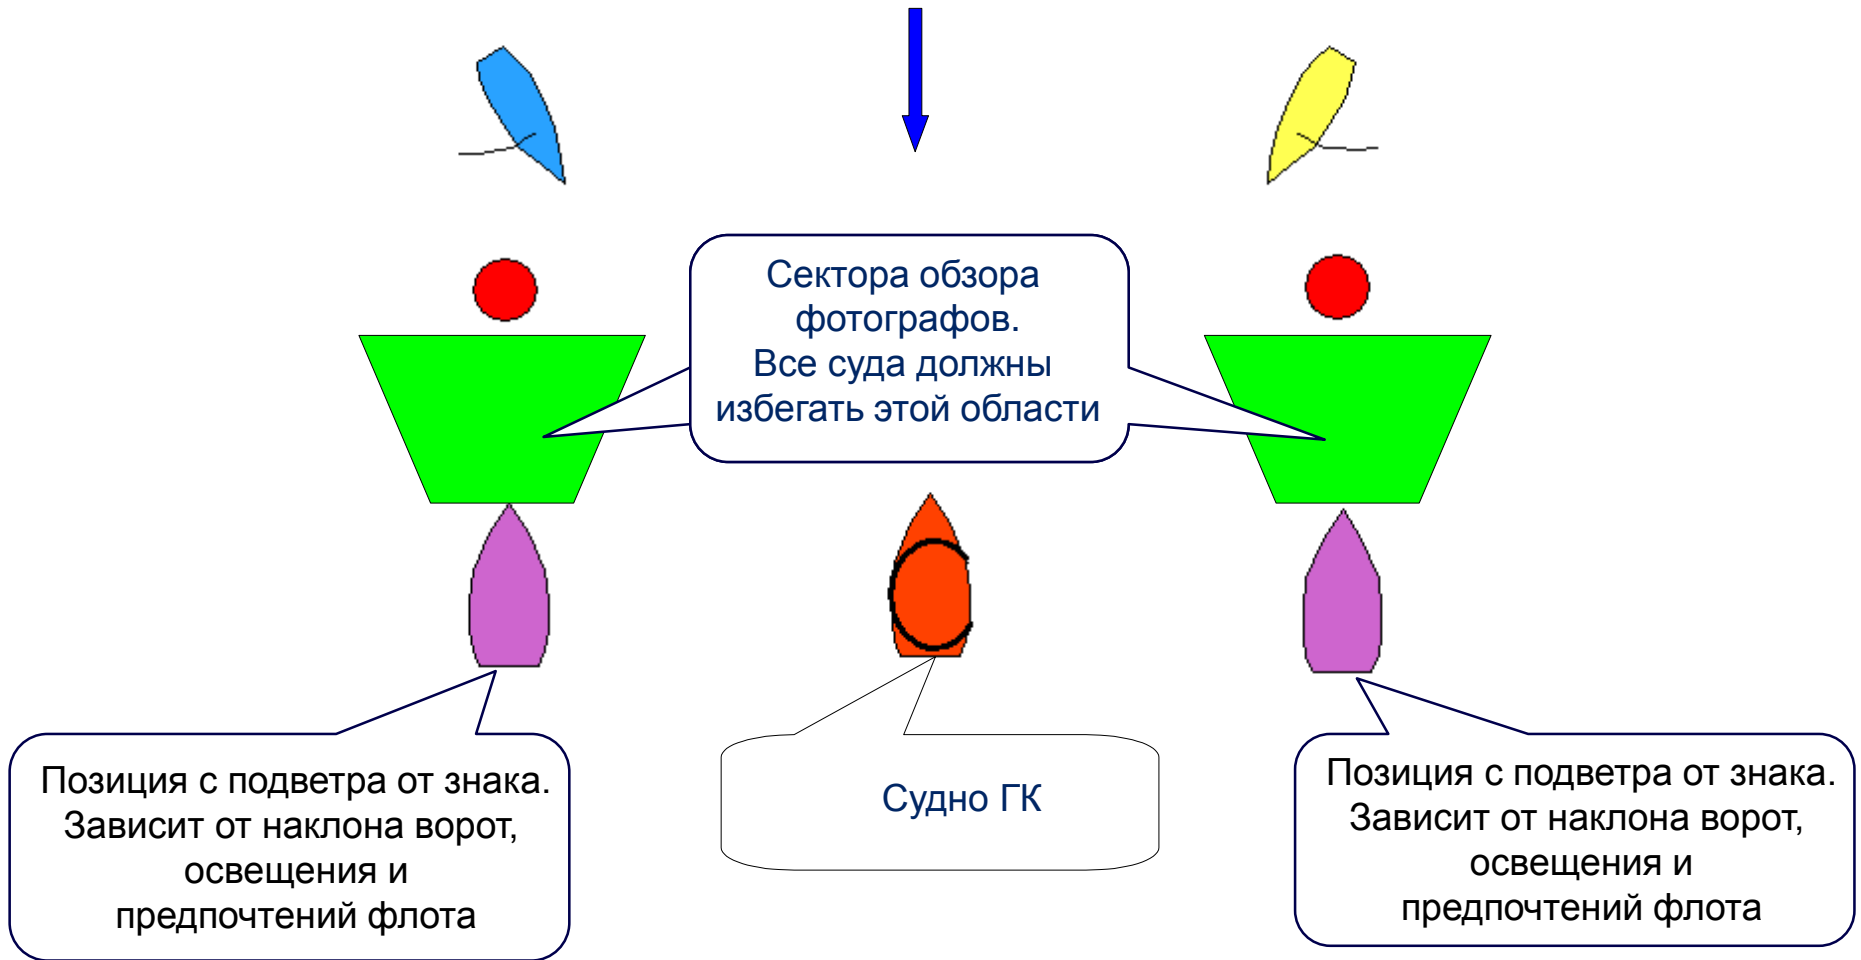 Сектора обзора
фотографов.
Все суда должны
избегать этой области
Позиция с подветра от знака.
Зависит от наклона ворот,
освещения и
предпочтений флота
Судно ГК
Позиция с подветра от знака.
Зависит от наклона ворот,
освещения и
предпочтений флота